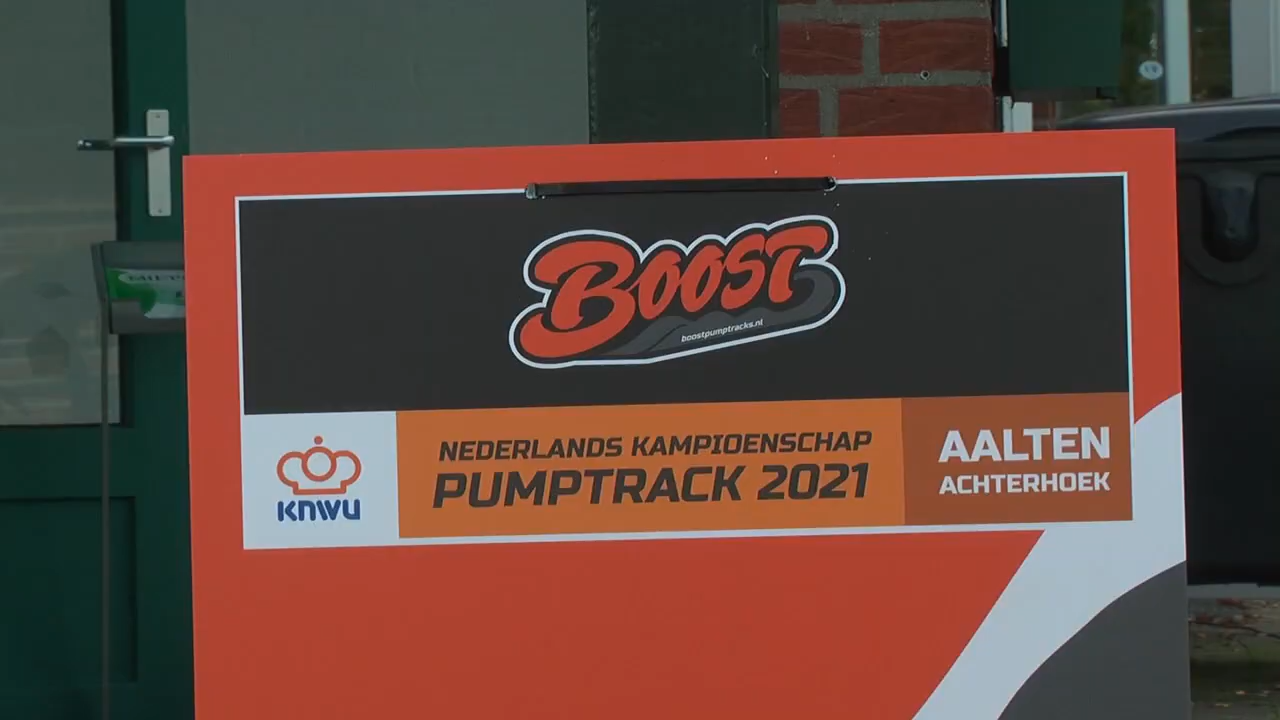 BOOST
boostpumptracks.nl
KNWU
NEDERLANDS KAMPIOENSCHAP
PUMPTRACK 2021
AALTEN
ACHTERHOEK